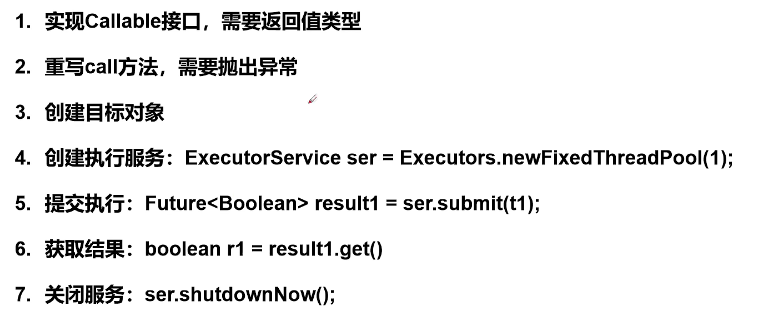 1. 实现Callable接口，需要返回值类型
2. 重写call方法，需要抛出异常
3. 创建目标对象
4. 创建执行服务：ExecutorService ser = Executors.newFixedThreadPool(1);
5. 提交执行：Future<Boolean> result1 = ser.submit(t1);
6. 获取结果：boolean r1 = result1.get()
7. 关闭服务：ser.shutdownNow();